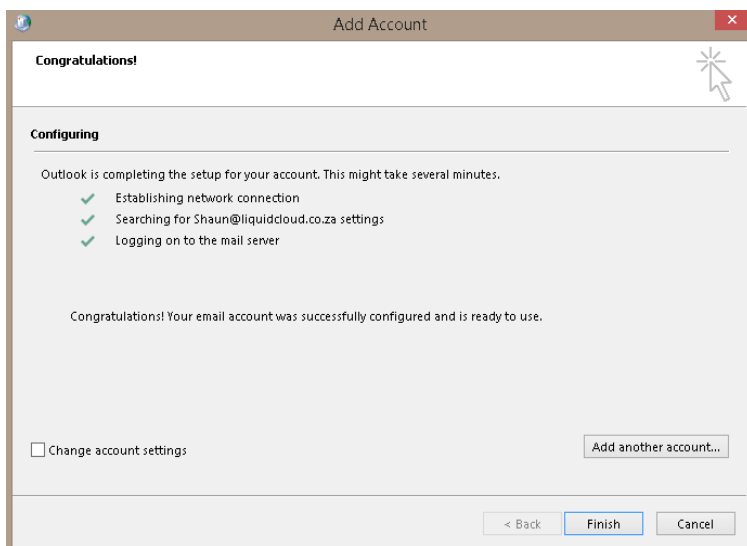 Add Account
Congratulations!
Configuring
Outlook is completing the setup for your account. This might take several minutes.
Establishing network connection
Searching for Shaun@liquidcloud.co.za settings
Logging on to the mail server
Congratulations! Your email account was successfully configured and is ready to use.
Change account settings
Add another account...
< Back
Finish
Cancel